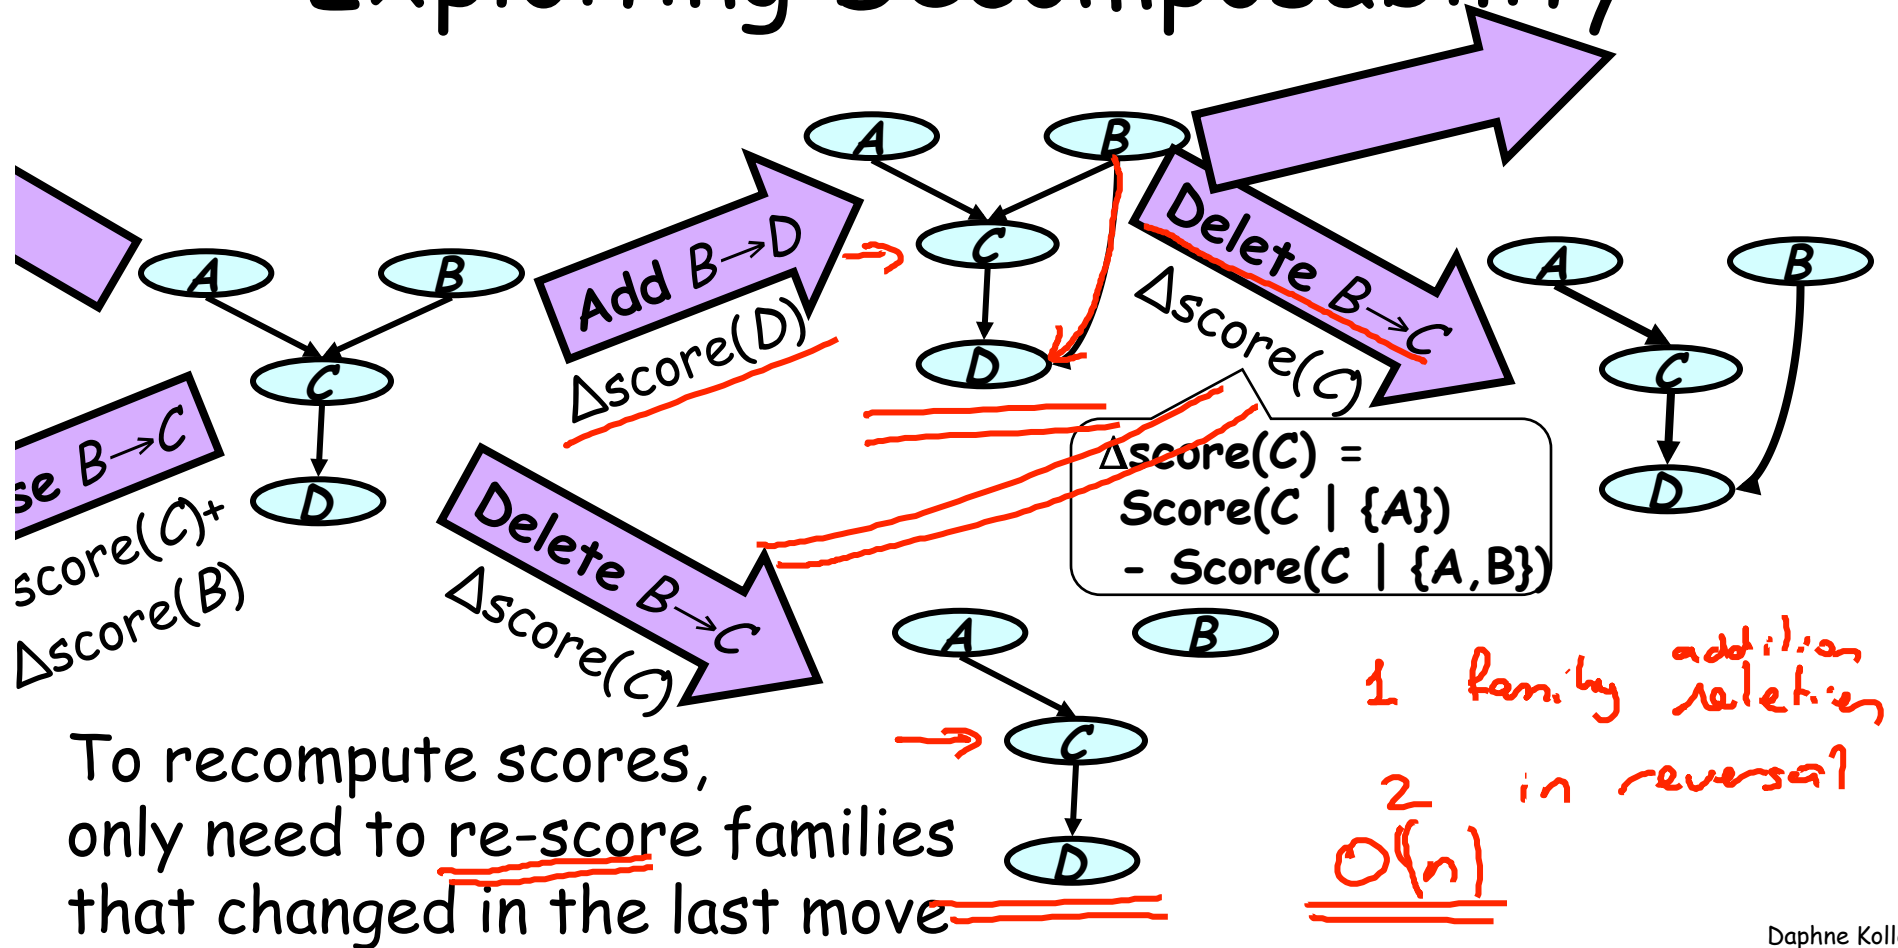 Exploiting Decomposability
A
B
C
D
Add B→D
Δscore(D)
A
B
C
D
Delete B→C
Δscore(C)
A
B
C
D
Δscore(C) =
Score(C | {A})
- Score(C | {A,B})
se B→C
score(C)+
Δscore(B)
Delete B→C
Δscore(C)
A
B
C
D
To recompute scores,
only need to re-score families
that changed in the last move
1 family addition
deletion
2 in reversal
O(n)
Daphne Koll